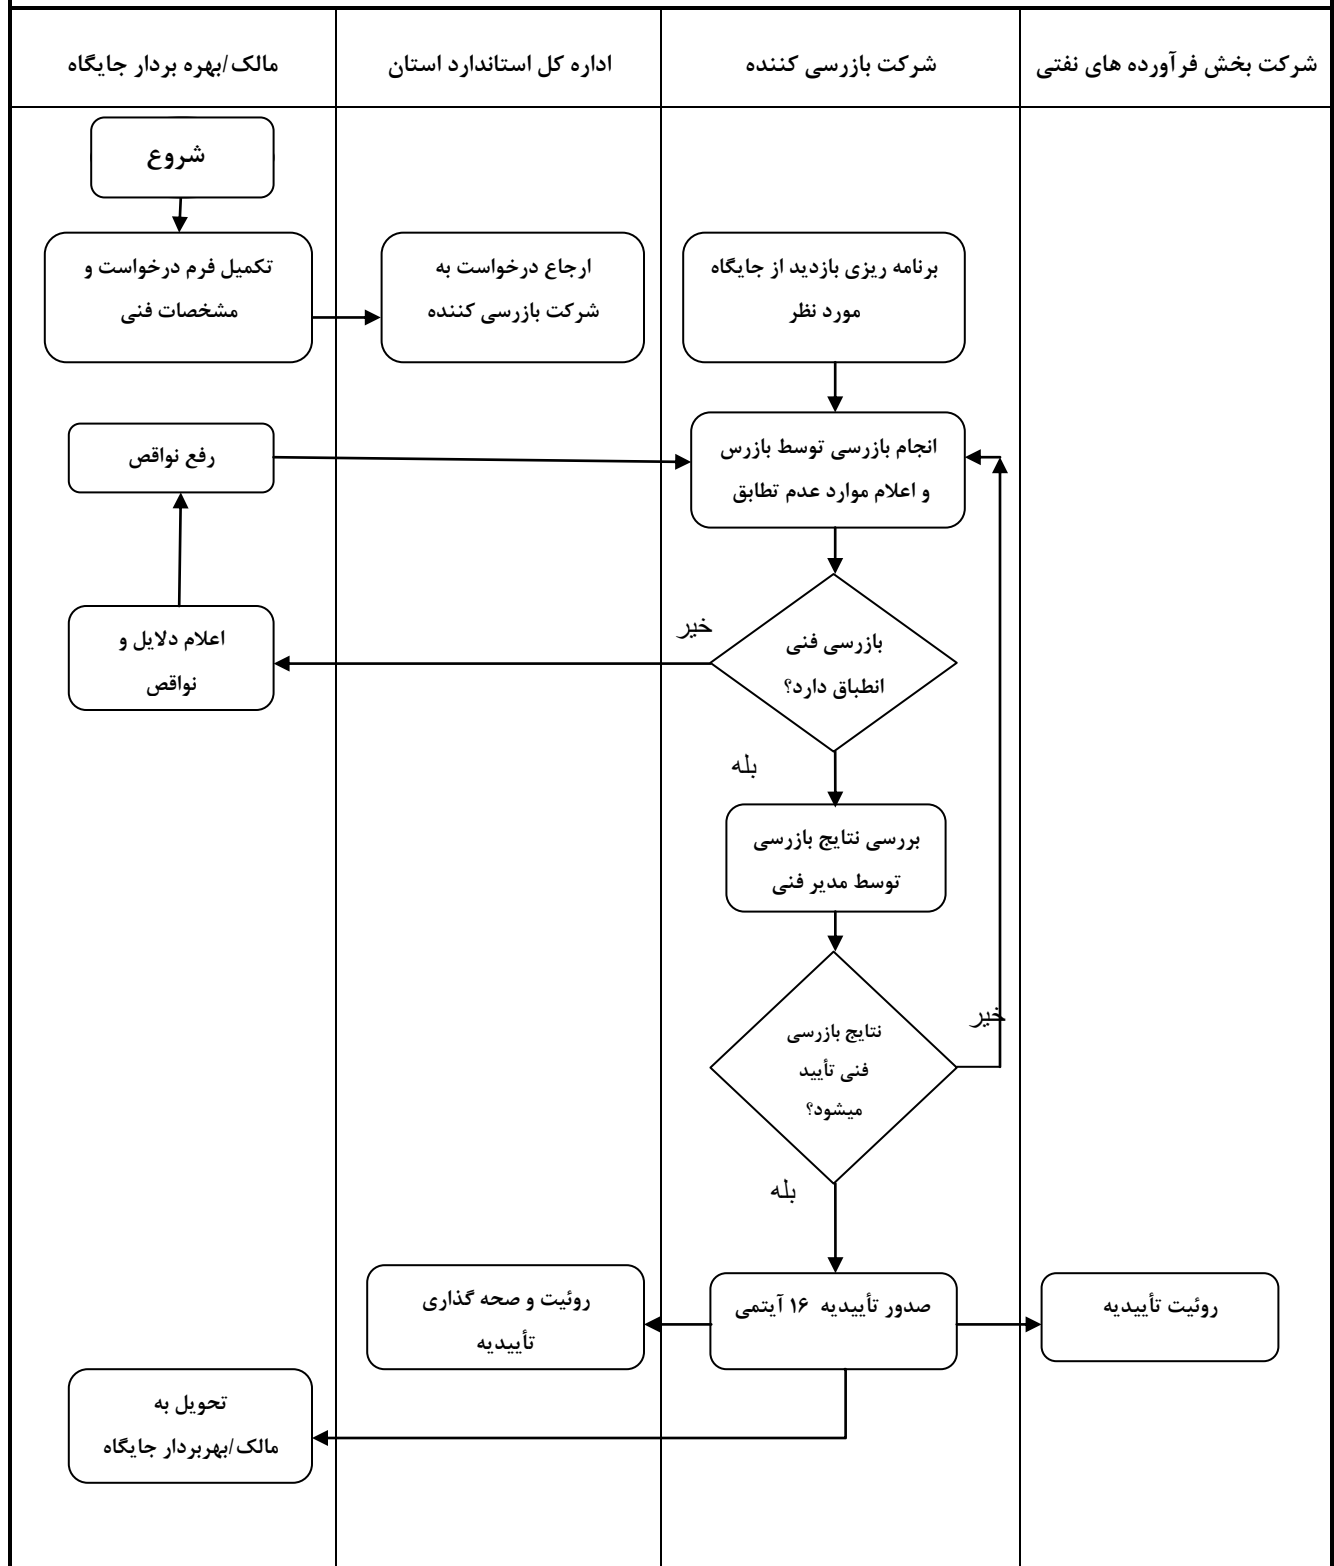 شرکت بخش فرآورده های نفتی
شرکت بازرسی کننده
اداره کل استاندارد استان
مالک/بهره بردار جایگاه
شروع
تکمیل فرم درخواست و
مشخصات فنی
ارجاع درخواست به
شرکت بازرسی کننده
برنامه ریزی بازدید از جایگاه
مورد نظر
انجام بازرسی توسط بازرس
و اعلام موارد عدم تطابق
رفع نواقص
خیر
بازرسی فنی
انطباق دارد؟
اعلام دلایل و
نواقص
بله
بررسی نتایج بازرسی
توسط مدیر فنی
خیر
نتایج بازرسی
فنی تأیید
میشود؟
بله
روئیت تأییدیه
صدور تأییدیه ۱۶ آیتمی
روئیت و صحه گذاری
تأییدیه
تحویل به
مالک/بهربردار جایگاه